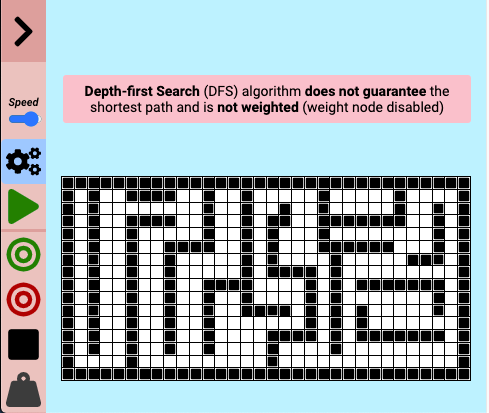 Speed
Depth-first Search (DFS) algorithm does not guarantee the
shortest path and is not weighted (weight node disabled)